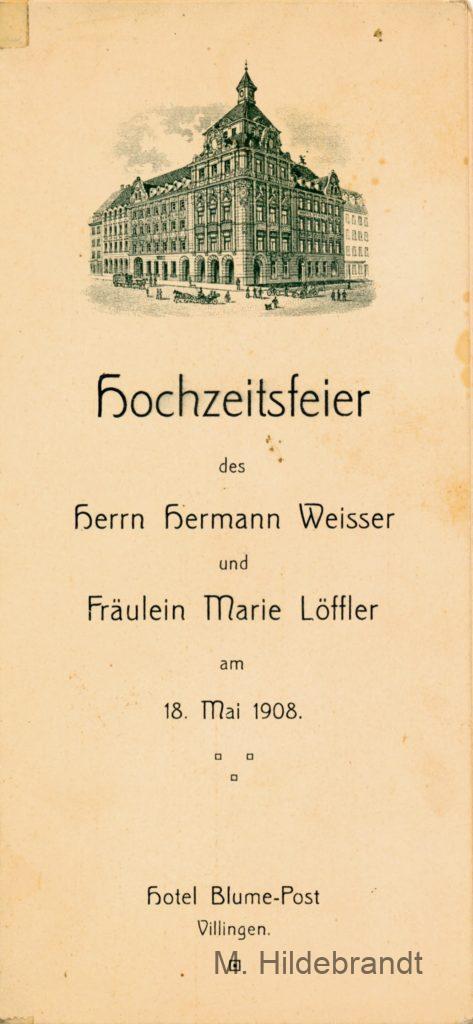 Hochzeitsfeier
des
Herrn Hermann Weisser
und
Fräulein Marie Löffler
am
18. Mai 1908.
Hotel Blume-Post
Villingen.
M. Hildebrandt